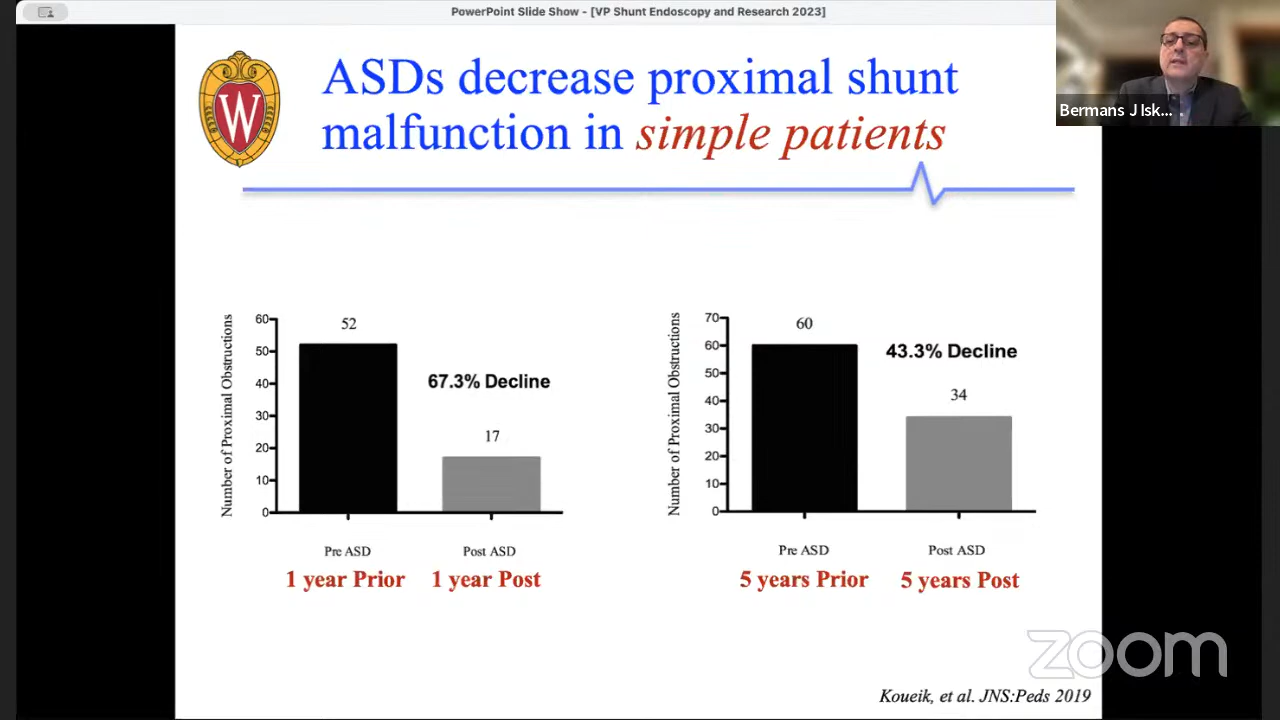 PowerPoint Slide Show - [VP Shunt Endoscopy and Research 2023]
Bermans J Isk...
W
ASDs decrease proximal shunt
malfunction in simple patients
Number of Proximal Obstructions
60
50
40
30
20
10
0
52
67.3% Decline
17
Pre ASD
Post ASD
1 year Prior
1 year Post
Number of Proximal Obstructions
70
60
50
40
30
20
10
0
60
43.3% Decline
34
Pre ASD
Post ASD
5 years Prior
5 years Post
zoom
Koueik, et al. JNS:Peds 2019